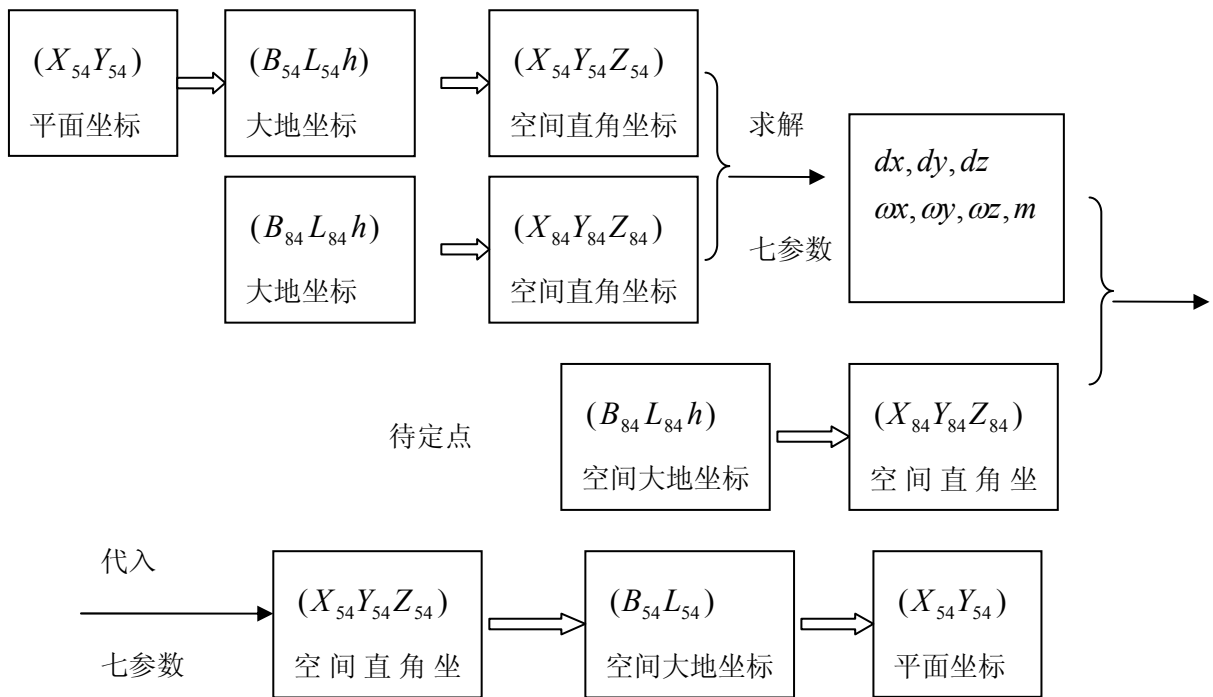 (X₅₄Y₅₄)
平面坐标
(B₅₄L₅₄h)
大地坐标
(X₅₄Y₅₄Z₅₄)
空间直角坐标
(B₈₄L₈₄h)
大地坐标
(X₈₄Y₈₄Z₈₄)
空间直角坐标
求解
七参数
dx,dy,dz
ωx,ωy,ωz,m
待定点
(B₈₄L₈₄h)
空间大地坐标
(X₈₄Y₈₄Z₈₄)
空间直角坐
代入
七参数
(X₅₄Y₅₄Z₅₄)
空间直角坐
(B₅₄L₅₄)
空间大地坐标
(X₅₄Y₅₄)
平面坐标